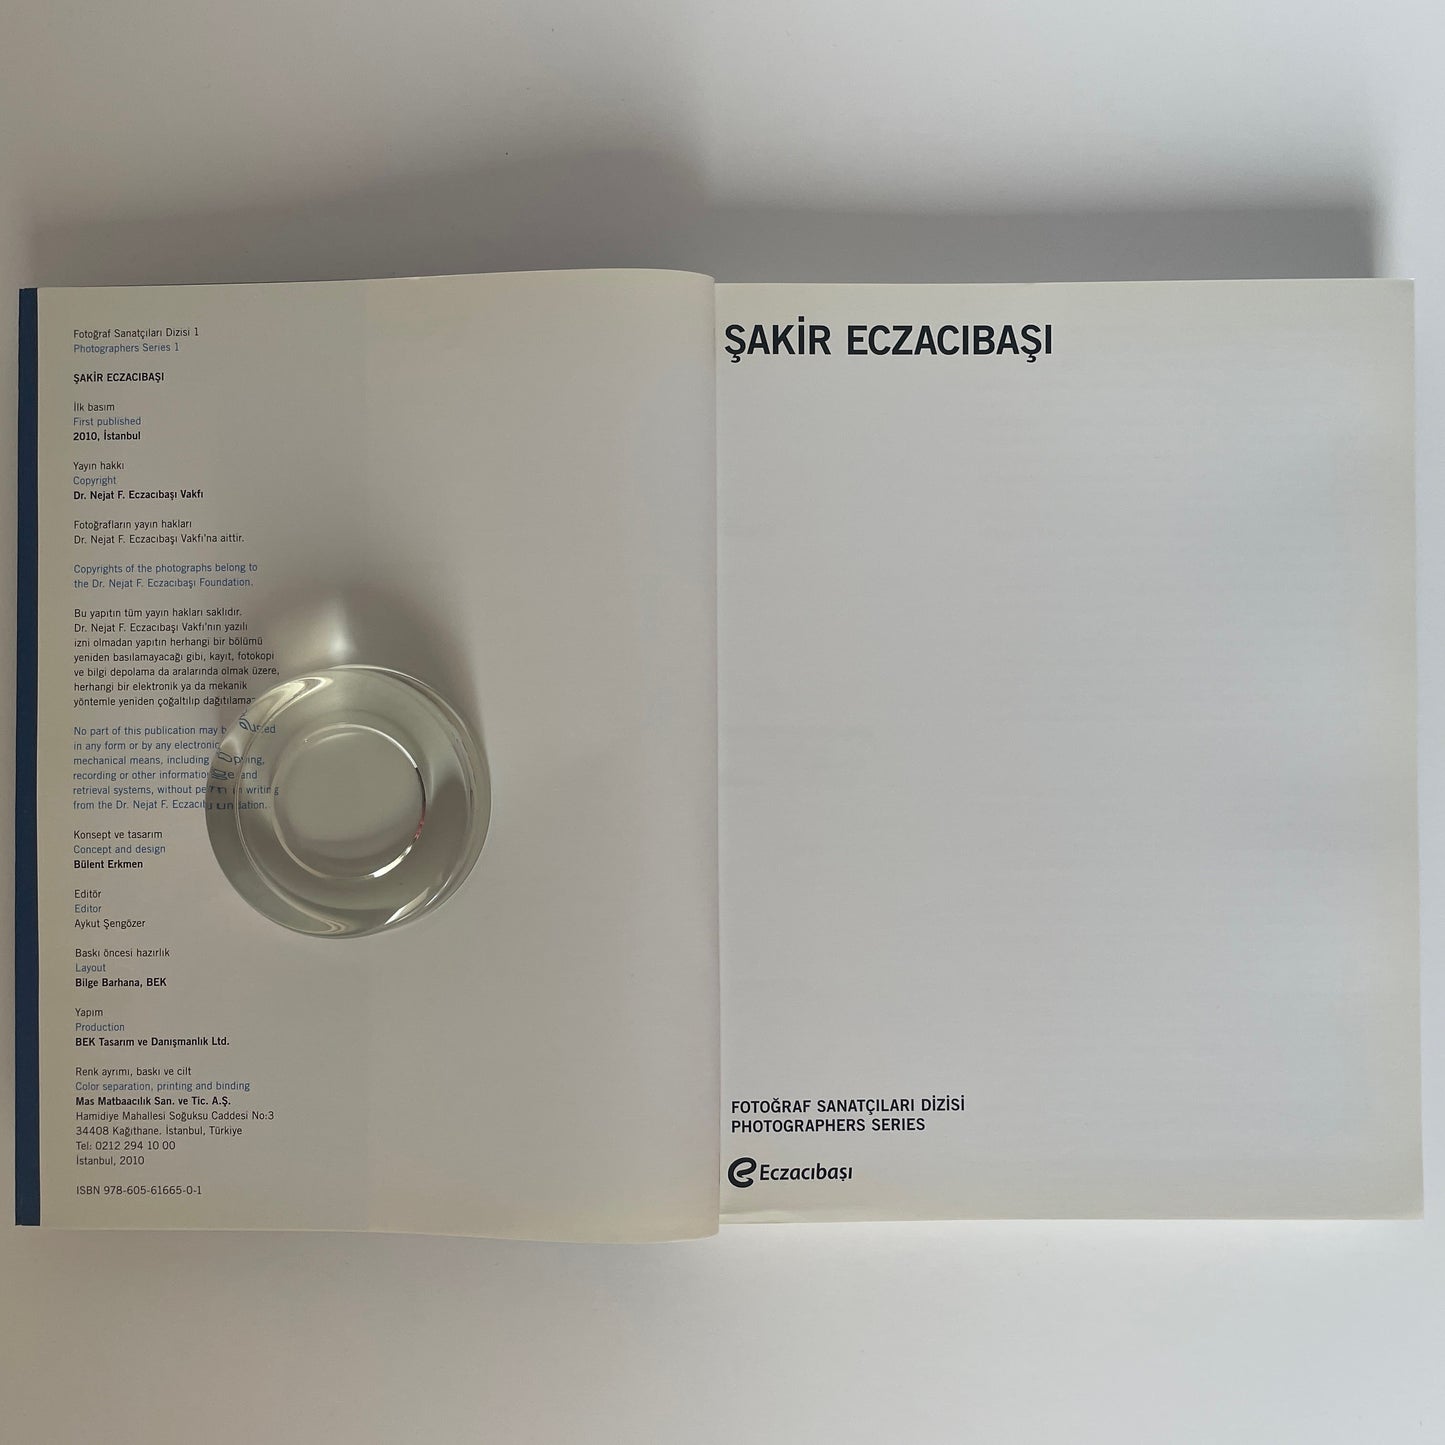 Fotoğraf Sanatçıları Dizisi 1
Photographers Series 1
ŞAKİR ECZACIBAŞI
İlk basım
First published
2010, İstanbul
Yayın hakkı
Copyright
Dr. Nejat F. Eczacıbaşı Vakfı
Fotoğrafların yayın hakları
Dr. Nejat F. Eczacıbaşı Vakfı'na aittir.
Copyrights of the photographs belong to
the Dr. Nejat F. Eczacıbaşı Foundation.
Bu yapıtın tüm yayın hakları saklıdır.
Dr. Nejat F. Eczacıbaşı Vakfı'nın yazılı
izni olmadan yapıtın herhangi bir bölümü
yeniden basılamayacağı gibi, kayıt, fotokopi
ve bilgi depolama da aralarında olmak üzere,
herhangi bir elektronik ya da mekanik
yöntemle yeniden çoğaltılıp
No part of this publication may
in any form or by any electronic
mechanical means, including
recording or other information and
retrieval systems, without writing
from the Dr. Nejat F.
Konsept ve tasarım
Concept and design
Bülent Erkmen
Editör
Editor
Aykut Şengözer
Baskı öncesi hazırlık
Layout
Bilge Barhana, BEK
Yapım
Production
BEK Tasarım ve Danışmanlık Ltd.
Renk ayrımı, baskı ve cilt
Color separation, printing and binding
Mas Matbaacılık San. ve Tic. A.Ş.
Hamidiye Mahallesi Soğuksu Caddesi No:3
34408 Kağıthane. İstanbul, Türkiye
Tel: 0212 294 10 00
İstanbul, 2010
ISBN 978-605-61665-0-1
ŞAKİR ECZACIBAŞI
FOTOĞRAF SANATÇILARI DİZİSİ
PHOTOGRAPHERS SERIES
Eczacıbaşı